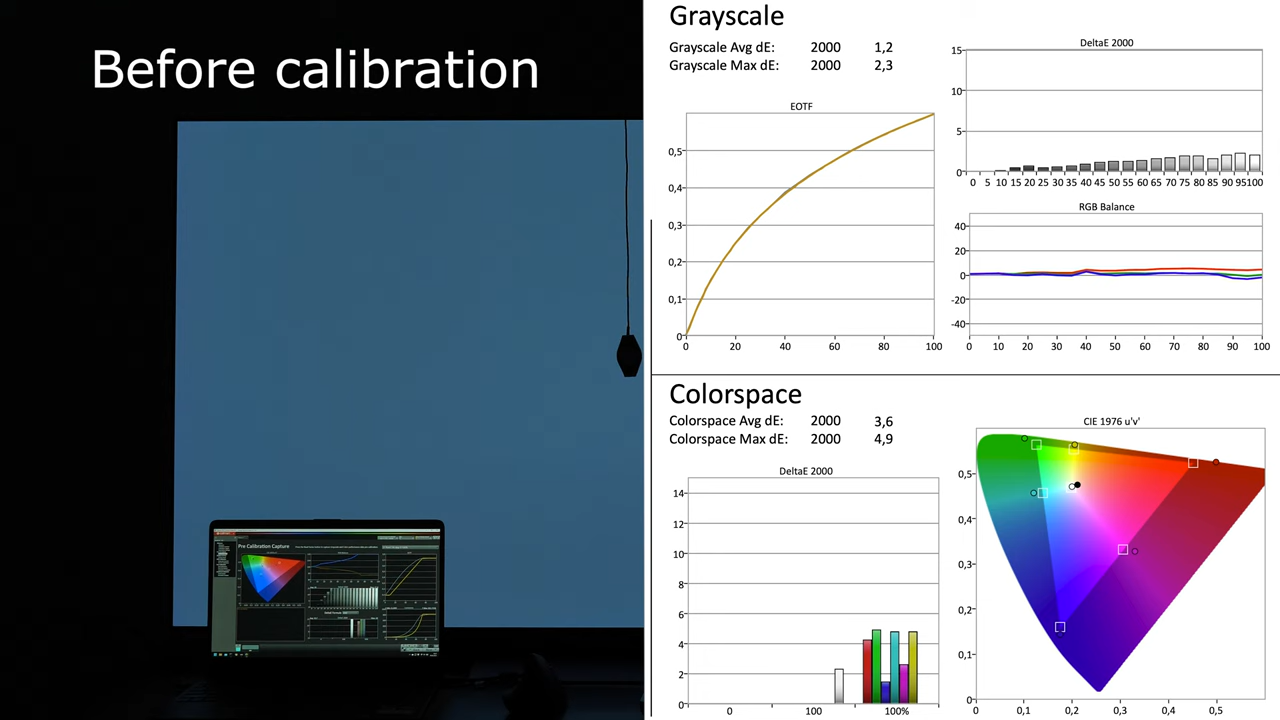 Before calibration
Pre Calibration Capture
Grayscale
Grayscale Avg dE: 2000 1,2
Grayscale Max dE: 2000 2,3
EOTF
0,5
0,4
0,3
0,2
0,1
0
0 20 40 60 80 100
DeltaE 2000
15
10
5
0
0 5 10 15 20 25 30 35 40 45 50 55 60 65 70 75 80 85 90 95100
RGB Balance
40
20
0
-20
-40
0 10 20 30 40 50 60 70 80 90 100
Colorspace
Colorspace Avg dE: 2000 3,6
Colorspace Max dE: 2000 4,9
DeltaE 2000
14
12
10
8
6
4
2
0
0 100 100%
CIE 1976 u'v'
0,5
0,4
0,3
0,2
0,1
0
0 0,1 0,2 0,3 0,4 0,5